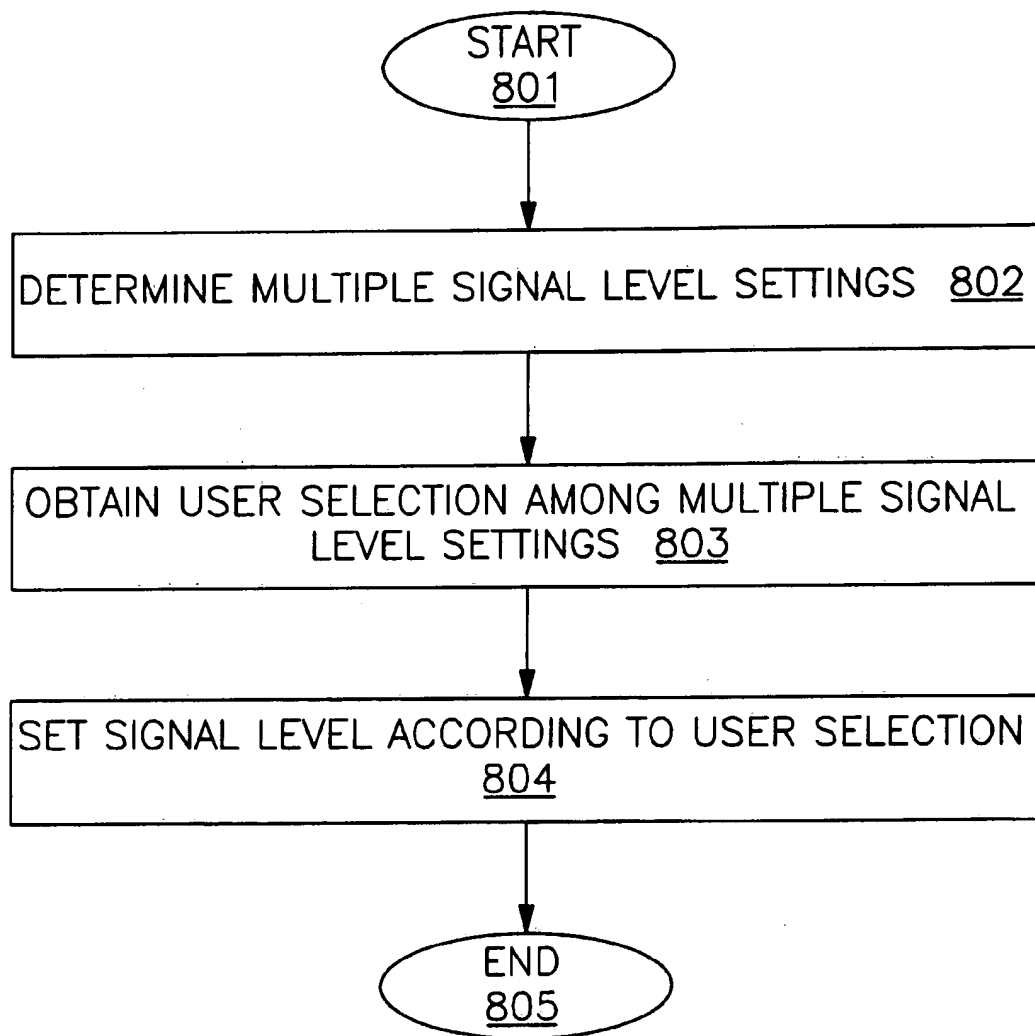 START
801
DETERMINE MULTIPLE SIGNAL LEVEL SETTINGS 802
OBTAIN USER SELECTION AMONG MULTIPLE SIGNAL
LEVEL SETTINGS 803
SET SIGNAL LEVEL ACCORDING TO USER SELECTION
804
END
805